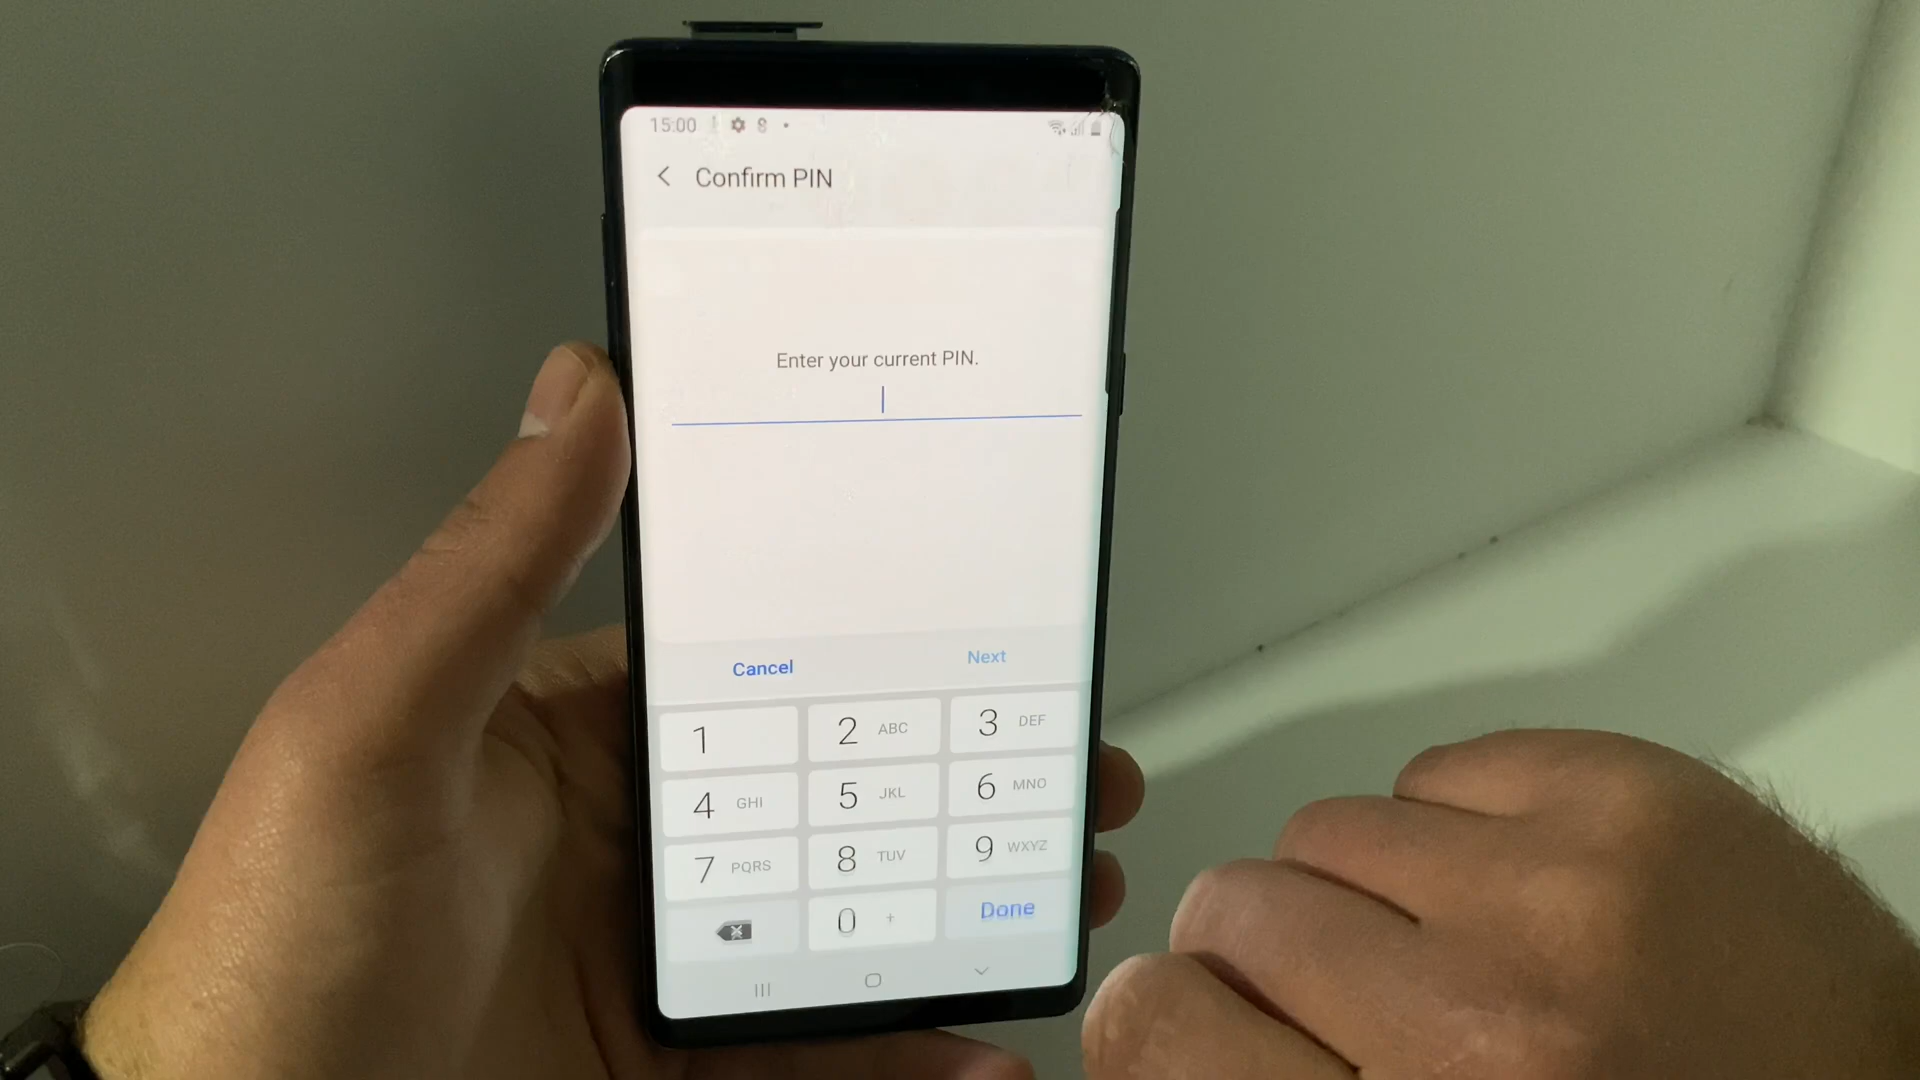 15:00
Confirm PIN
Enter your current PIN.
Cancel Next
1 2 ABC 3 DEF
4 GHI 5 JKL 6 MNO
7 PQRS 8 TUV 9 WXYZ
0 + Done